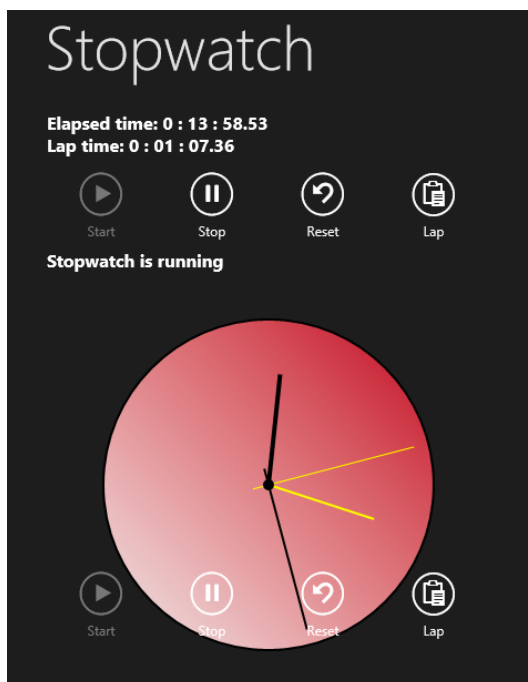 Stopwatch
Elapsed time: 0 : 13 : 58.53
Lap time: 0 : 01 : 07.36
Start Stop Reset Lap
Stopwatch is running
Start Stop Reset Lap